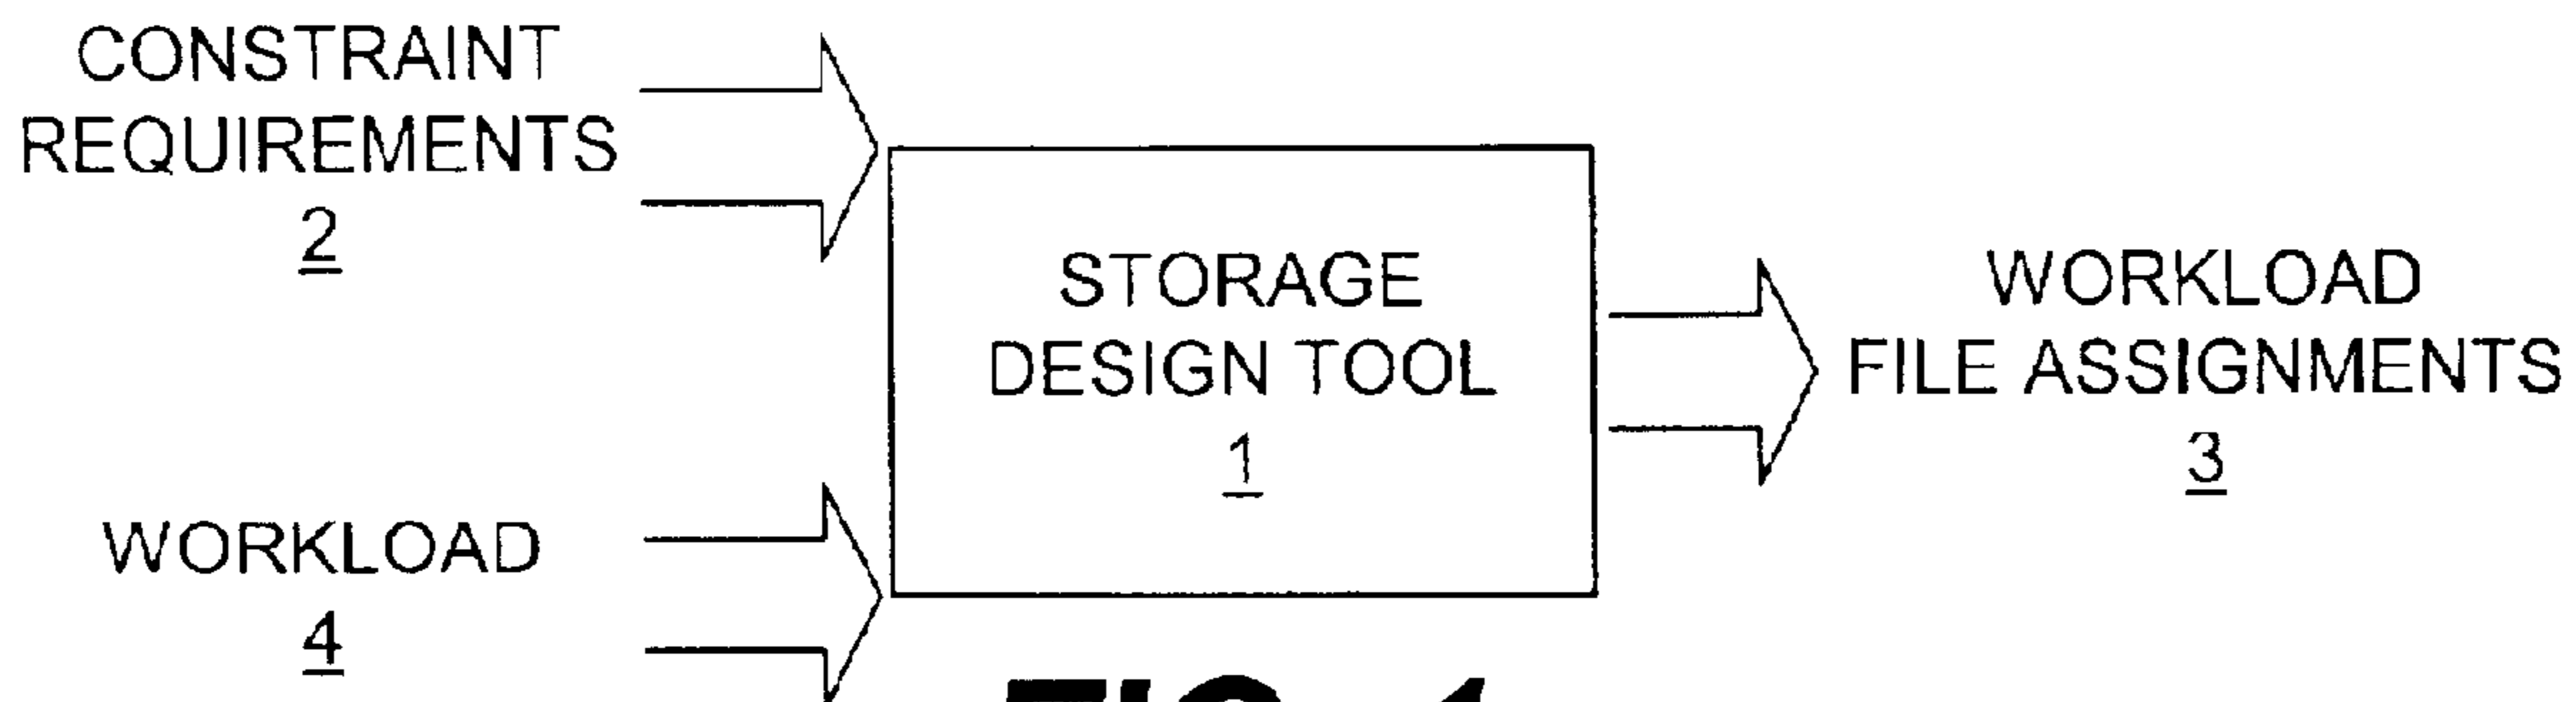 CONSTRAINT
REQUIREMENTS
2
STORAGE
DESIGN TOOL
1
WORKLOAD
FILE ASSIGNMENTS
3
WORKLOAD
4